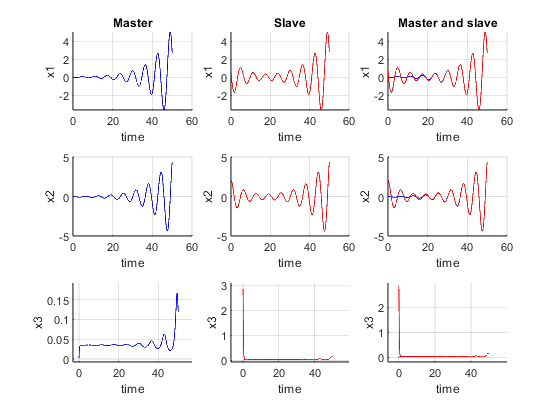 Master Slave Master and slave
4 4 4
2 2 2
0 0 0
-2 -2 -2
x1 x1 x1
0 20 40 60 0 20 40 60 0 20 40 60
time time time
5 5 5
0 0 0
-5 -5 -5
x2 x2 x2
0 20 40 60 0 20 40 60 0 20 40 60
time time time
0.15 3
0.1 2 2
0.05 1 1
0 0 0
x3 x3 x3
0 20 40 0 20 40 0 20 40
time time time